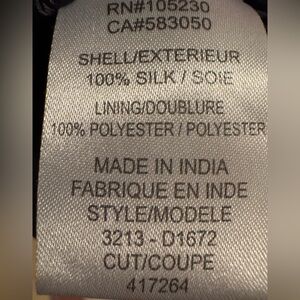 RN#105230
CA#583050
SHELL/EXTERIEUR
100% SILK / SOIE
LINING/DOUBLURE
100% POLYESTER / POLYESTER
MADE IN INDIA
FABRIQUE EN INDE
STYLE/MODELE
3213 - D1672
CUT/COUPE
417264